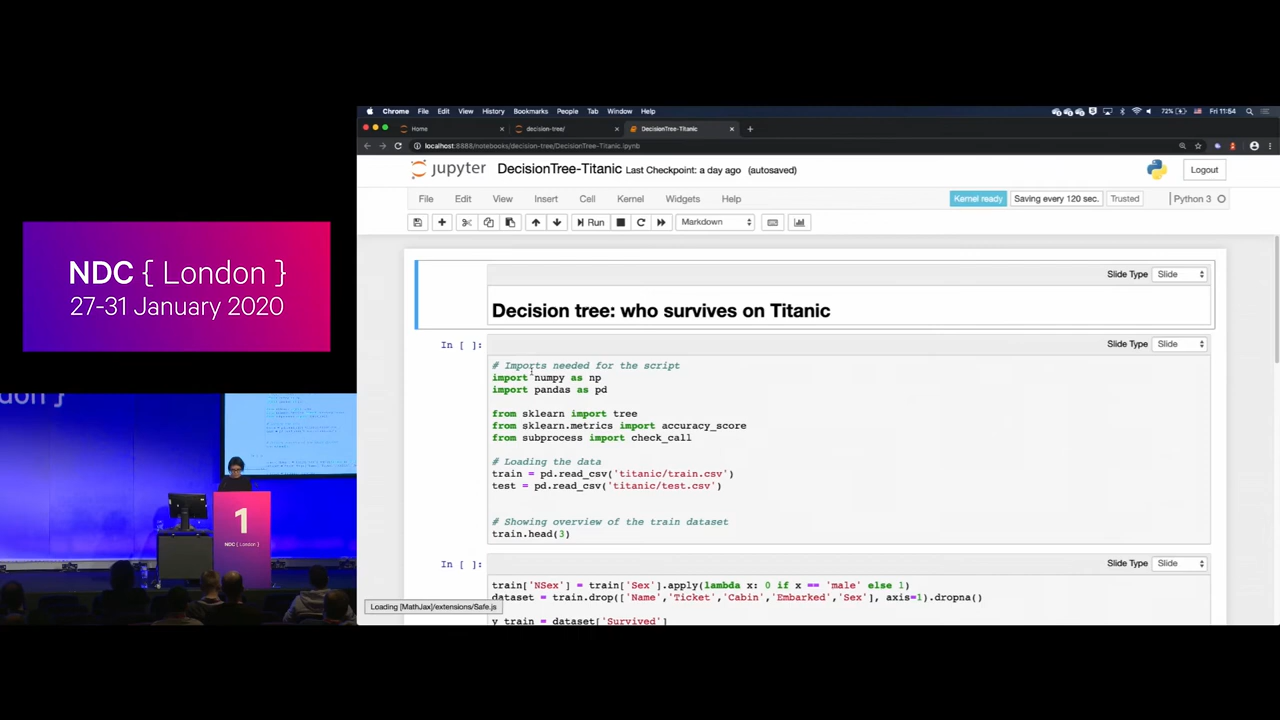 NDC { London }
27-31 January 2020
1
NDC { London }
Chrome File Edit View History Bookmarks People Tab Window Help
72% Fri 11:54
Home
decision-tree/
DecisionTree-Titanic
localhost:8888/notebooks/decision-tree/DecisionTree-Titanic.ipynb
jupyter DecisionTree-Titanic Last Checkpoint: a day ago (autosaved)
Logout
File Edit View Insert Cell Kernel Widgets Help
Kernel ready Saving every 120 sec. Trusted Python 3
Run Markdown
Slide Type Slide
Decision tree: who survives on Titanic
In [ ]:
Slide Type Slide
# Imports needed for the script
import numpy as np
import pandas as pd
from sklearn import tree
from sklearn.metrics import accuracy_score
from subprocess import check_call
# Loading the data
train = pd.read_csv('titanic/train.csv')
test = pd.read_csv('titanic/test.csv')
# Showing overview of the train dataset
train.head(3)
In [ ]:
Slide Type Slide
train['NSex'] = train['Sex'].apply(lambda x: 0 if x == 'male' else 1)
dataset = train.drop(['Name','Ticket','Cabin','Embarked','Sex'], axis=1).dropna()
y_train = dataset['Survived']
Loading [MathJax]/extensions/Safe.js